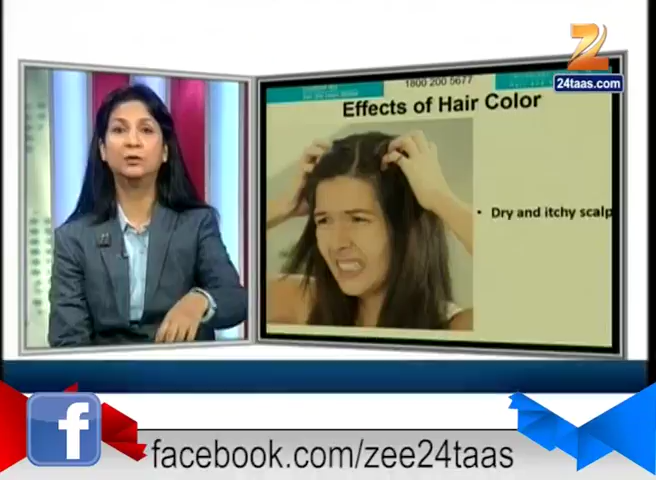 24taas.com
1800 200 5677
Effects of Hair Color
• Dry and itchy scalp
f
facebook.com/zee24taas